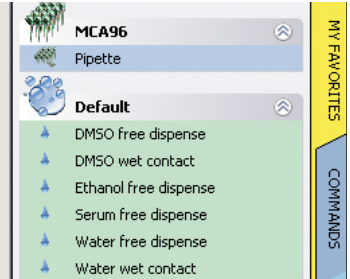 MCA96
Pipette
Default
DMSO free dispense
DMSO wet contact
Ethanol free dispense
Serum free dispense
Water free dispense
Water wet contact
MY FAVORITES
COMMANDS